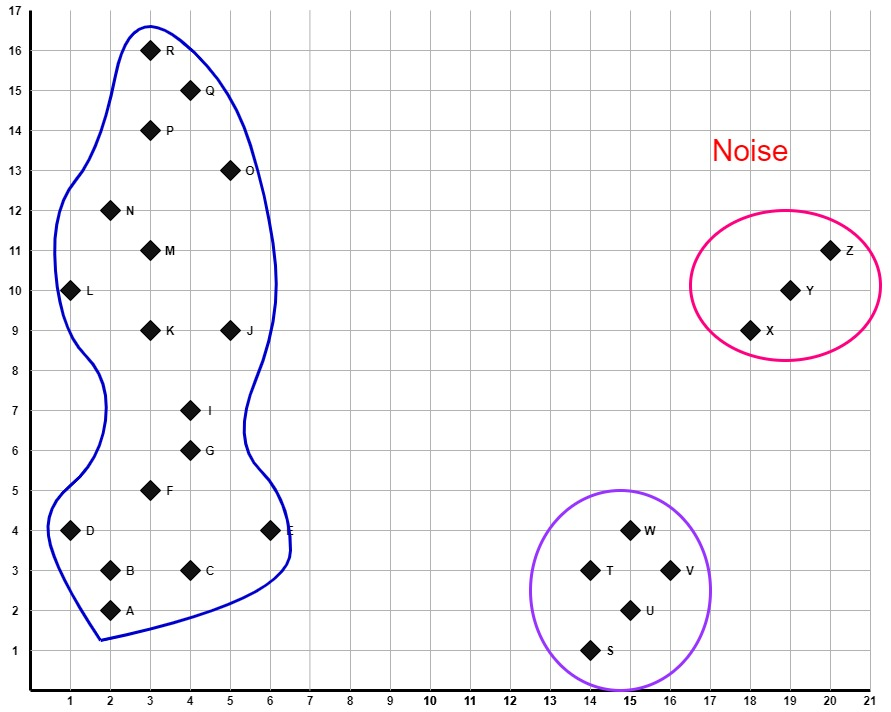 17
16 R
15 Q
14 P
Noise
13 O
12 N
11 M Z
10 L Y
9 K J X
8
7 I
6 G
5 F
4 D E W
3 B C T V
2 A U
1 S
1 2 3 4 5 6 7 8 9 10 11 12 13 14 15 16 17 18 19 20 21